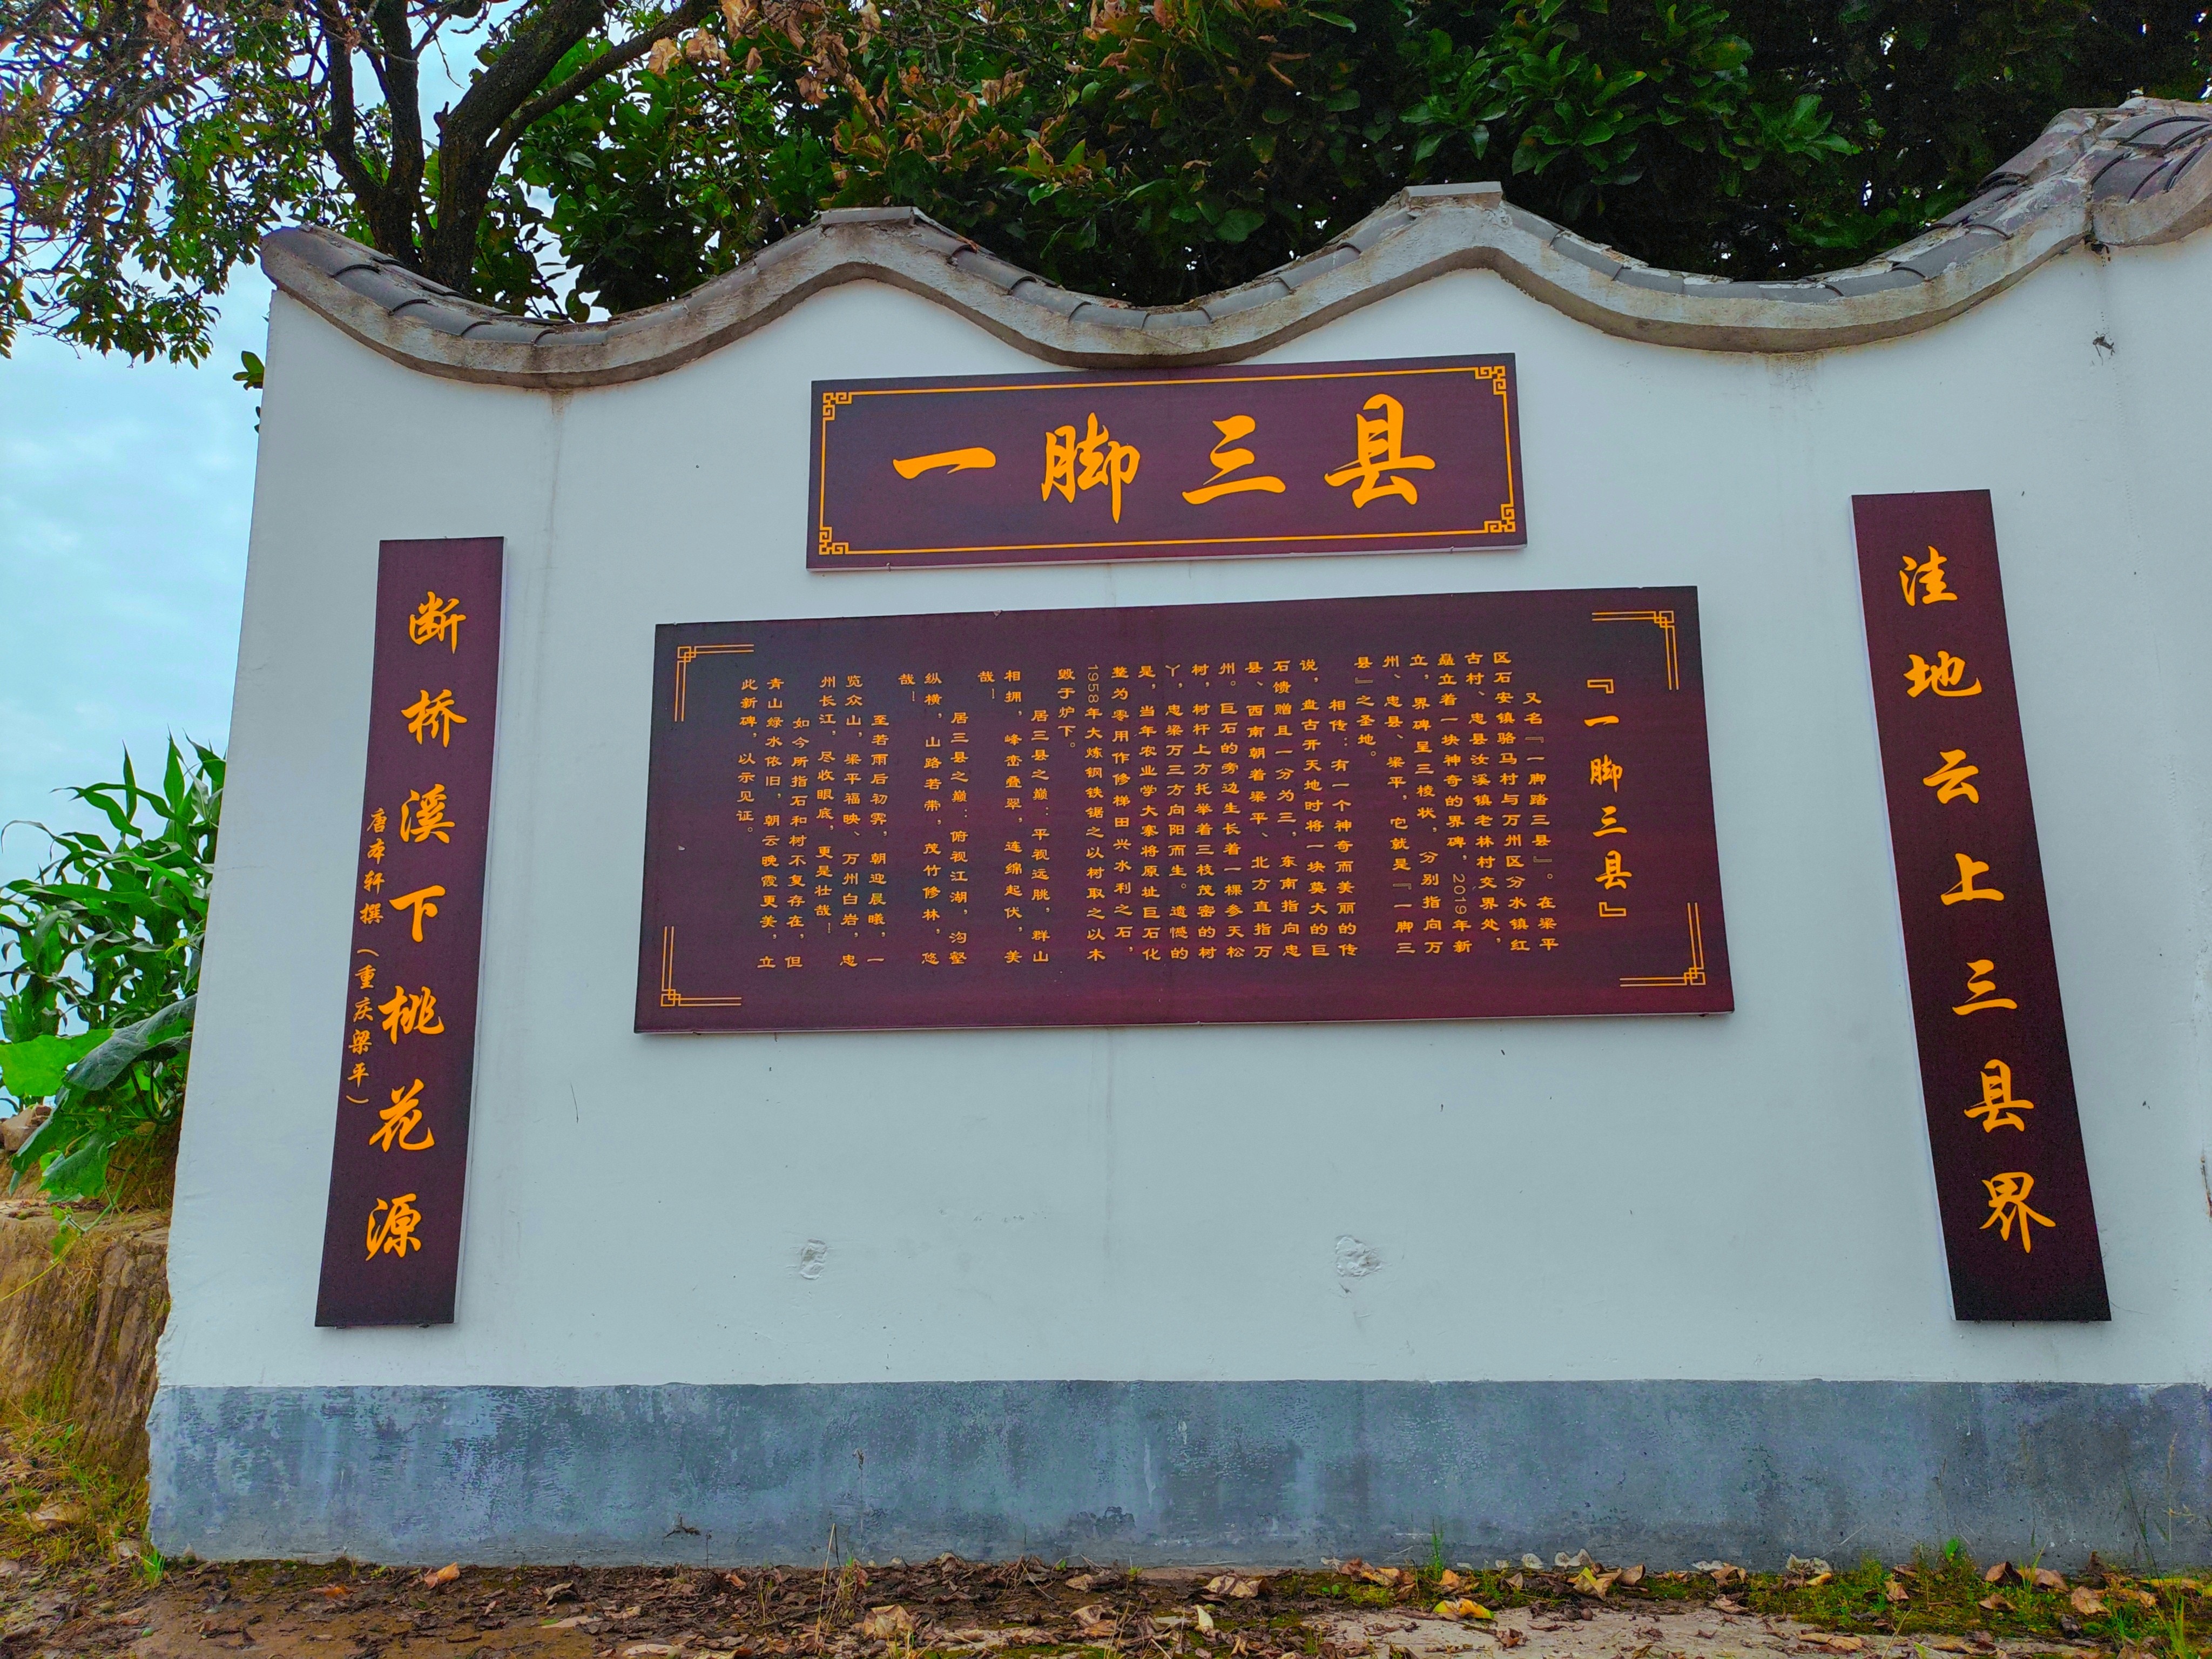 一脚三县
洼地云上三县界
『一脚三县』
又名『一脚踏三县』。在梁平
区石安镇骆马村与万州区分水镇红
古村、忠县汝溪镇老林村交界处，
矗立着一块神奇的界碑，2019年新
立，界碑呈三棱状，分别指向万
州、忠县、梁平，它就是『一脚三
县』之圣地。
相传：有一个神奇而美丽的传
说，盘古开天地时将一块莫大的巨
石馈赠且一分为三，东南指向忠
县、西南朝着梁平、北方直指万
州。巨石的旁边生长着一棵参天松
树，树杆上方托举着三枝茂密的树
丫，忠梁万三方向阳而生。遗憾的
是，当年农业学大寨将原址巨石化
整为零用作修梯田兴水利之石，
1958年大炼钢铁锯之以树取之以木
毁于炉下。
居三县之巅：平视远眺，群山
相拥，峰峦叠翠，连绵起伏，美
哉！
居三县之巅：俯视江湖，沟壑
纵横，山路若带，茂竹修林，悠
哉！
至若雨后初霁，朝迎晨曦，一
览众山，梁平福映、万州白岩，忠
州长江，尽收眼底，更是壮哉！
如今所指石和树不复存在，但
青山绿水依旧，朝云晚霞更美，立
此新碑，以示见证。
断桥溪下桃花源
唐本轩撰（重庆梁平）